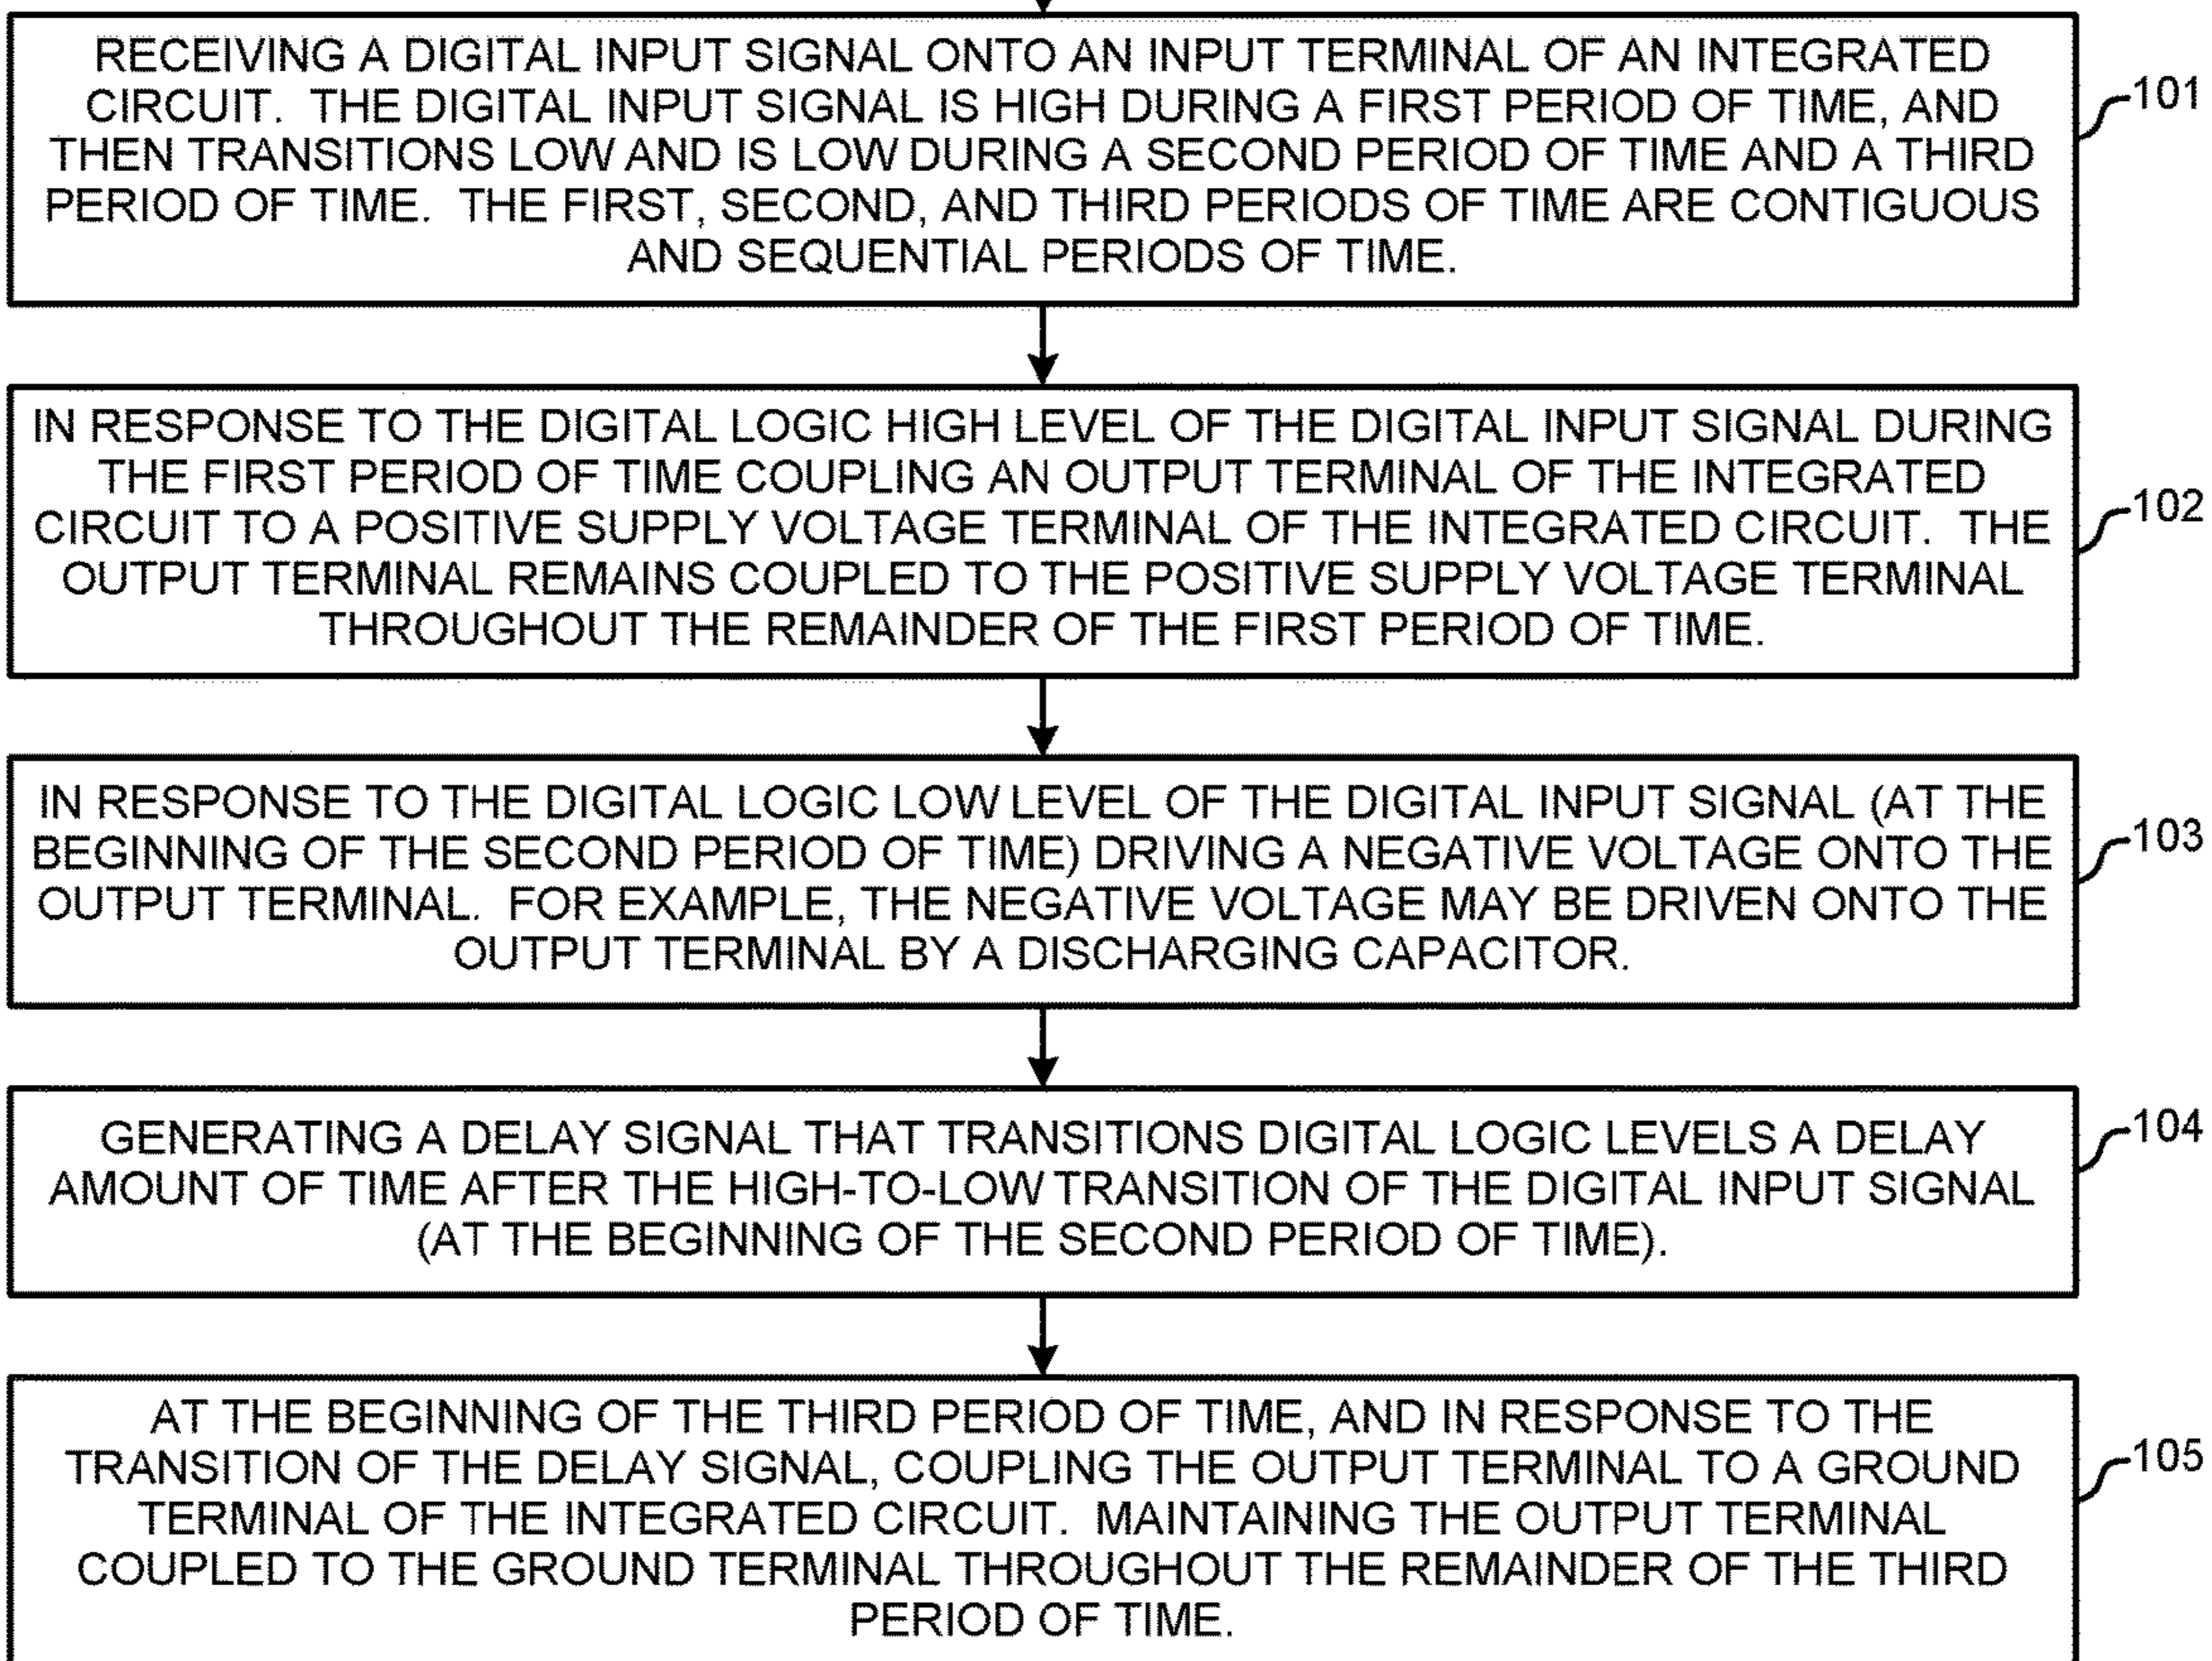 RECEIVING A DIGITAL INPUT SIGNAL ONTO AN INPUT TERMINAL OF AN INTEGRATED
CIRCUIT. THE DIGITAL INPUT SIGNAL IS HIGH DURING A FIRST PERIOD OF TIME, AND
THEN TRANSITIONS LOW AND IS LOW DURING A SECOND PERIOD OF TIME AND A THIRD
PERIOD OF TIME. THE FIRST, SECOND, AND THIRD PERIODS OF TIME ARE CONTIGUOUS
AND SEQUENTIAL PERIODS OF TIME.
101
IN RESPONSE TO THE DIGITAL LOGIC HIGH LEVEL OF THE DIGITAL INPUT SIGNAL DURING
THE FIRST PERIOD OF TIME COUPLING AN OUTPUT TERMINAL OF THE INTEGRATED
CIRCUIT TO A POSITIVE SUPPLY VOLTAGE TERMINAL OF THE INTEGRATED CIRCUIT. THE
OUTPUT TERMINAL REMAINS COUPLED TO THE POSITIVE SUPPLY VOLTAGE TERMINAL
THROUGHOUT THE REMAINDER OF THE FIRST PERIOD OF TIME.
102
IN RESPONSE TO THE DIGITAL LOGIC LOW LEVEL OF THE DIGITAL INPUT SIGNAL (AT THE
BEGINNING OF THE SECOND PERIOD OF TIME) DRIVING A NEGATIVE VOLTAGE ONTO THE
OUTPUT TERMINAL. FOR EXAMPLE, THE NEGATIVE VOLTAGE MAY BE DRIVEN ONTO THE
OUTPUT TERMINAL BY A DISCHARGING CAPACITOR.
103
GENERATING A DELAY SIGNAL THAT TRANSITIONS DIGITAL LOGIC LEVELS A DELAY
AMOUNT OF TIME AFTER THE HIGH-TO-LOW TRANSITION OF THE DIGITAL INPUT SIGNAL
(AT THE BEGINNING OF THE SECOND PERIOD OF TIME).
104
AT THE BEGINNING OF THE THIRD PERIOD OF TIME, AND IN RESPONSE TO THE
TRANSITION OF THE DELAY SIGNAL, COUPLING THE OUTPUT TERMINAL TO A GROUND
TERMINAL OF THE INTEGRATED CIRCUIT. MAINTAINING THE OUTPUT TERMINAL
COUPLED TO THE GROUND TERMINAL THROUGHOUT THE REMAINDER OF THE THIRD
PERIOD OF TIME.
105